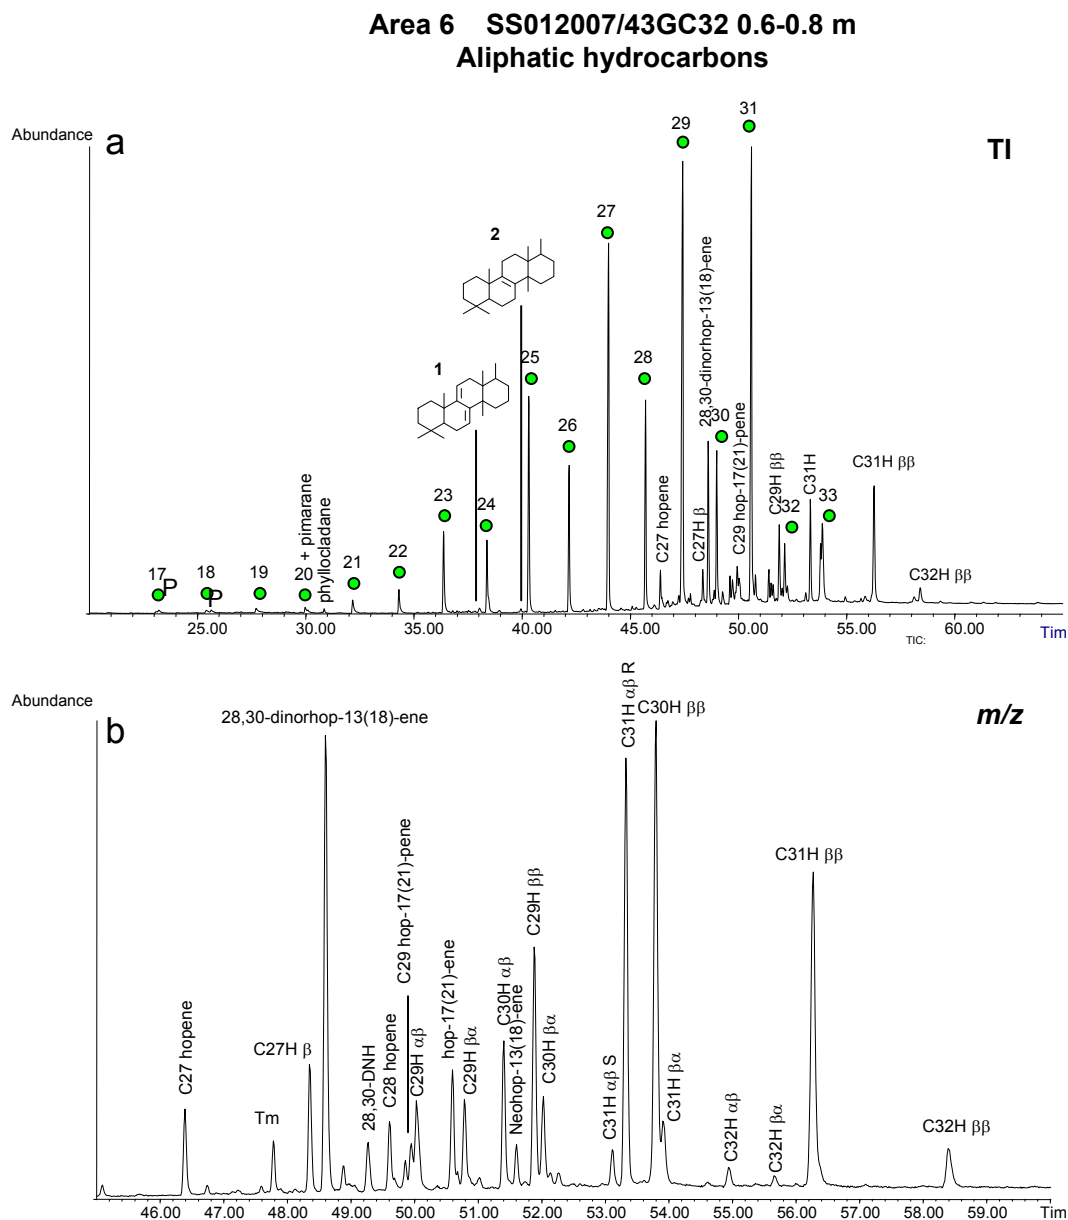 Area 6 SS012007/43GC32 0.6-0.8 m
Aliphatic hydrocarbons
Abundance
a
TI
31
29
2
27
28,30-dinorhop-13(18)-ene
1
25
28
30
26
C29 hop-17(21)-pene
C29H ββ
C31H
C31H ββ
23
24
C27 hopene
C27H β
32
33
20 + pimarane
phyllocladane
17
P
18
P
19
21
22
C32H ββ
25.00 30.00 35.00 40.00 45.00 50.00 55.00 60.00
TIC:
Tim
Abundance
b
m/z
28,30-dinorhop-13(18)-ene
C31H αβ R
C30H ββ
C29 hop-17(21)-pene
C29H ββ
C31H ββ
hop-17(21)-ene
C30H αβ
Neohop-13(18)-ene
C27 hopene
C27H β
Tm
28,30-DNH
C28 hopene
C29H αβ
C29H βα
C30H βα
C31H αβ S
C31H βα
C32H αβ
C32H βα
C32H ββ
46.00 47.00 48.00 49.00 50.00 51.00 52.00 53.00 54.00 55.00 56.00 57.00 58.00 59.00
Tim